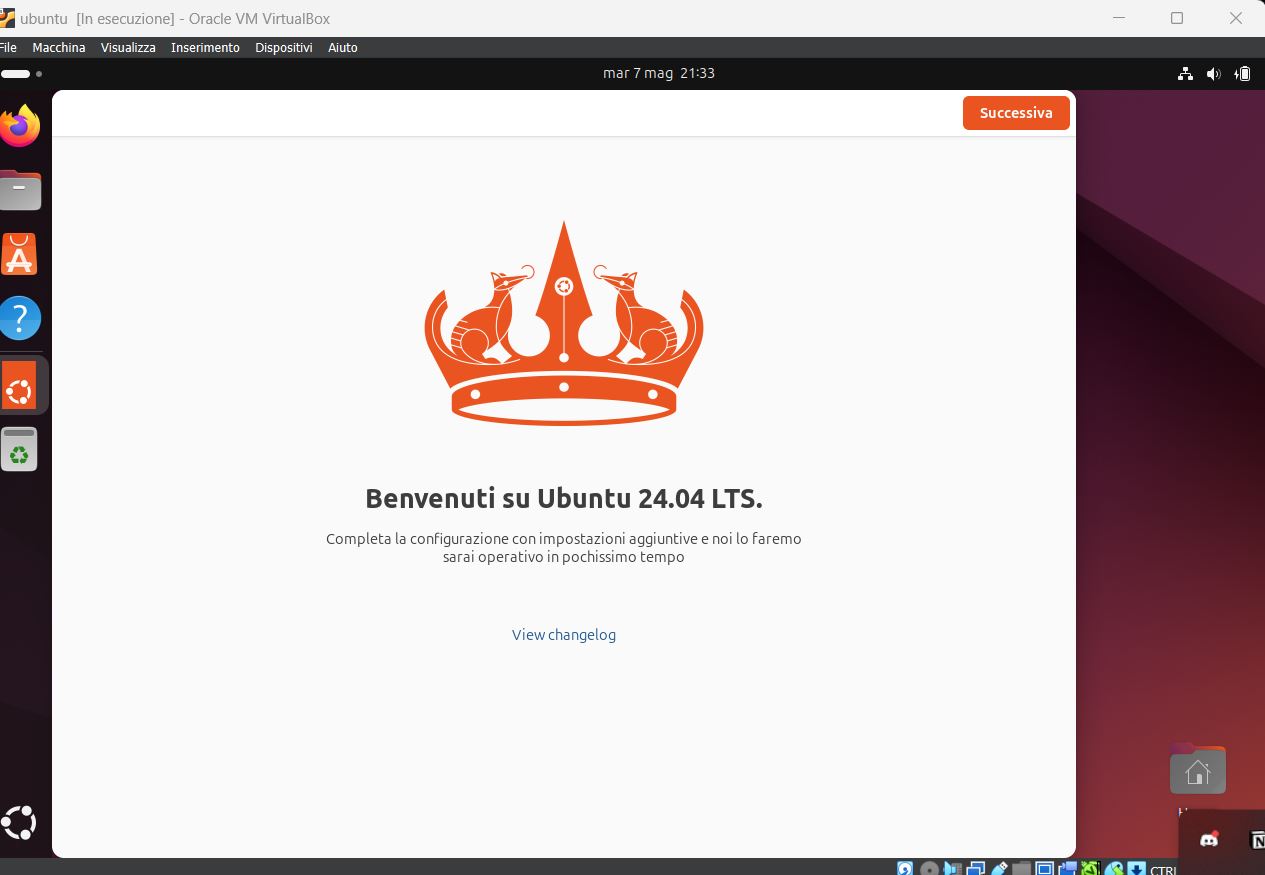 ubuntu [In esecuzione] - Oracle VM VirtualBox
File Macchina Visualizza Inserimento Dispositivi Aiuto
mar 7 mag 21:33
Successiva
Benvenuti su Ubuntu 24.04 LTS.
Completa la configurazione con impostazioni aggiuntive e noi lo faremo
sarai operativo in pochissimo tempo
View changelog